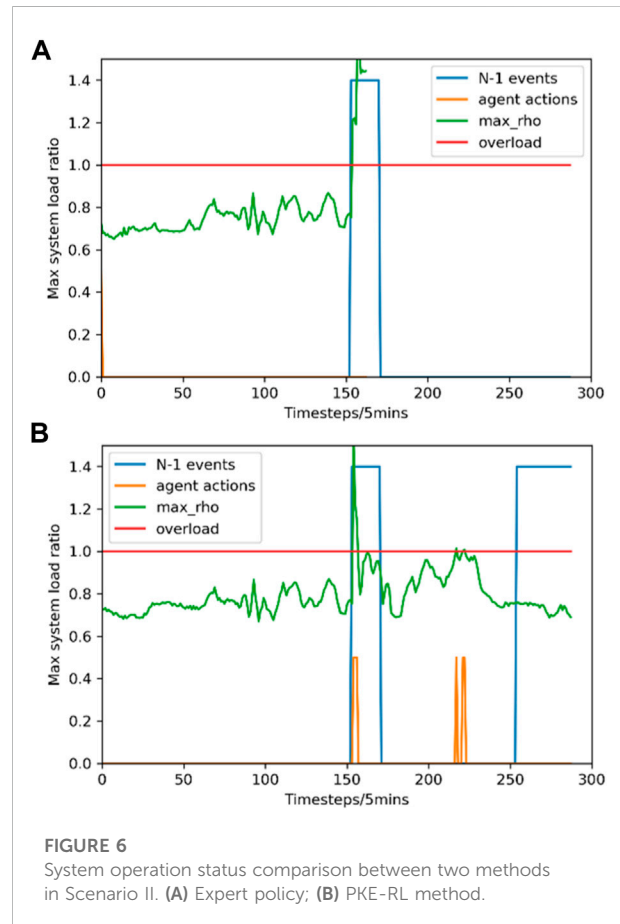 A
1.4
1.2
1.0
0.8
0.6
0.4
0.2
0.0
Max system load ratio
N-1 events
agent actions
max_rho
overload
0
50
100
150
200
250
300
Timesteps/5mins
B
1.4
1.2
1.0
0.8
0.6
0.4
0.2
0.0
Max system load ratio
N-1 events
agent actions
max_rho
overload
0
50
100
150
200
250
300
Timesteps/5mins
FIGURE 6
System operation status comparison between two methods
in Scenario II. (A) Expert policy; (B) PKE-RL method.